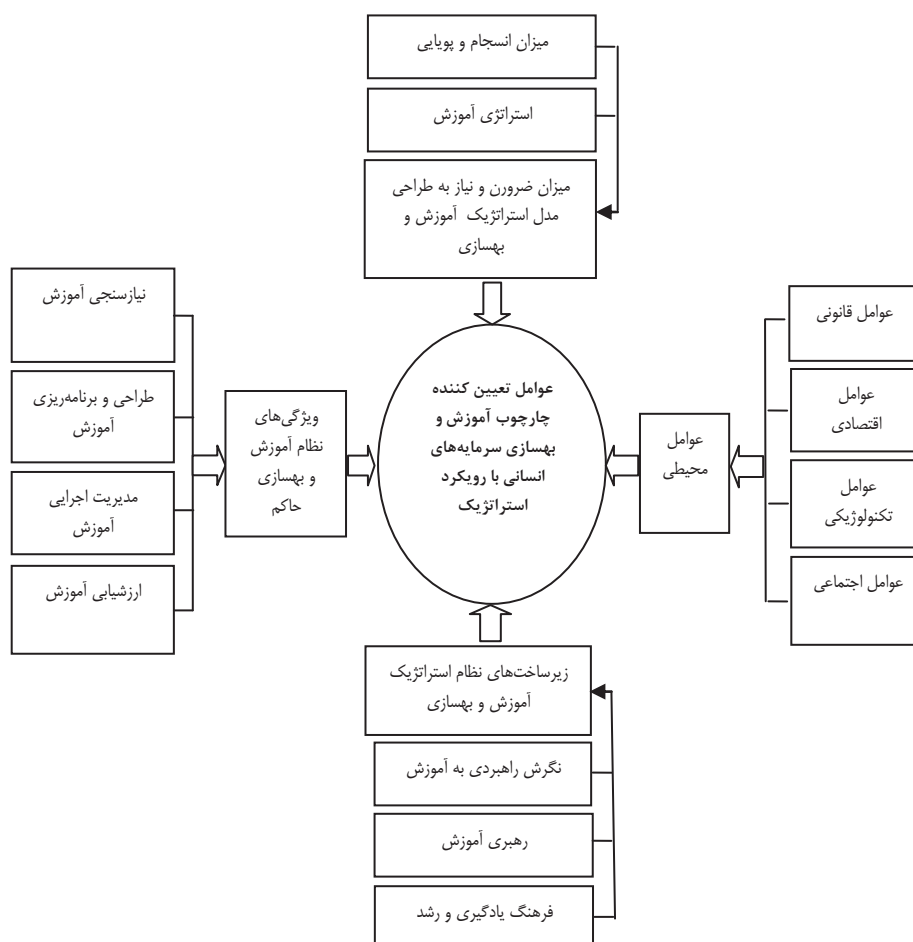 میزان انسجام و پویایی
استراتژی آموزش
میزان ضرورن و نیاز به طراحی
مدل استراتژیک آموزش و
بهسازی
عوامل قانونی
عوامل
اقتصادی
عوامل
تکنولوژیکی
عوامل اجتماعی
عوامل
محیطی
عوامل تعیین کننده
چارچوب آموزش و
بهسازی سرمایه‌های
انسانی با رویکرد
استراتژیک
ویژگی‌های
نظام آموزش
و بهسازی
حاکم
نیازسنجی آموزش
طراحی و برنامه‌ریزی
آموزش
مدیریت اجرایی
آموزش
ارزشیابی آموزش
زیرساخت‌های نظام استراتژیک
آموزش و بهسازی
نگرش راهبردی به آموزش
رهبری آموزش
فرهنگ یادگیری و رشد